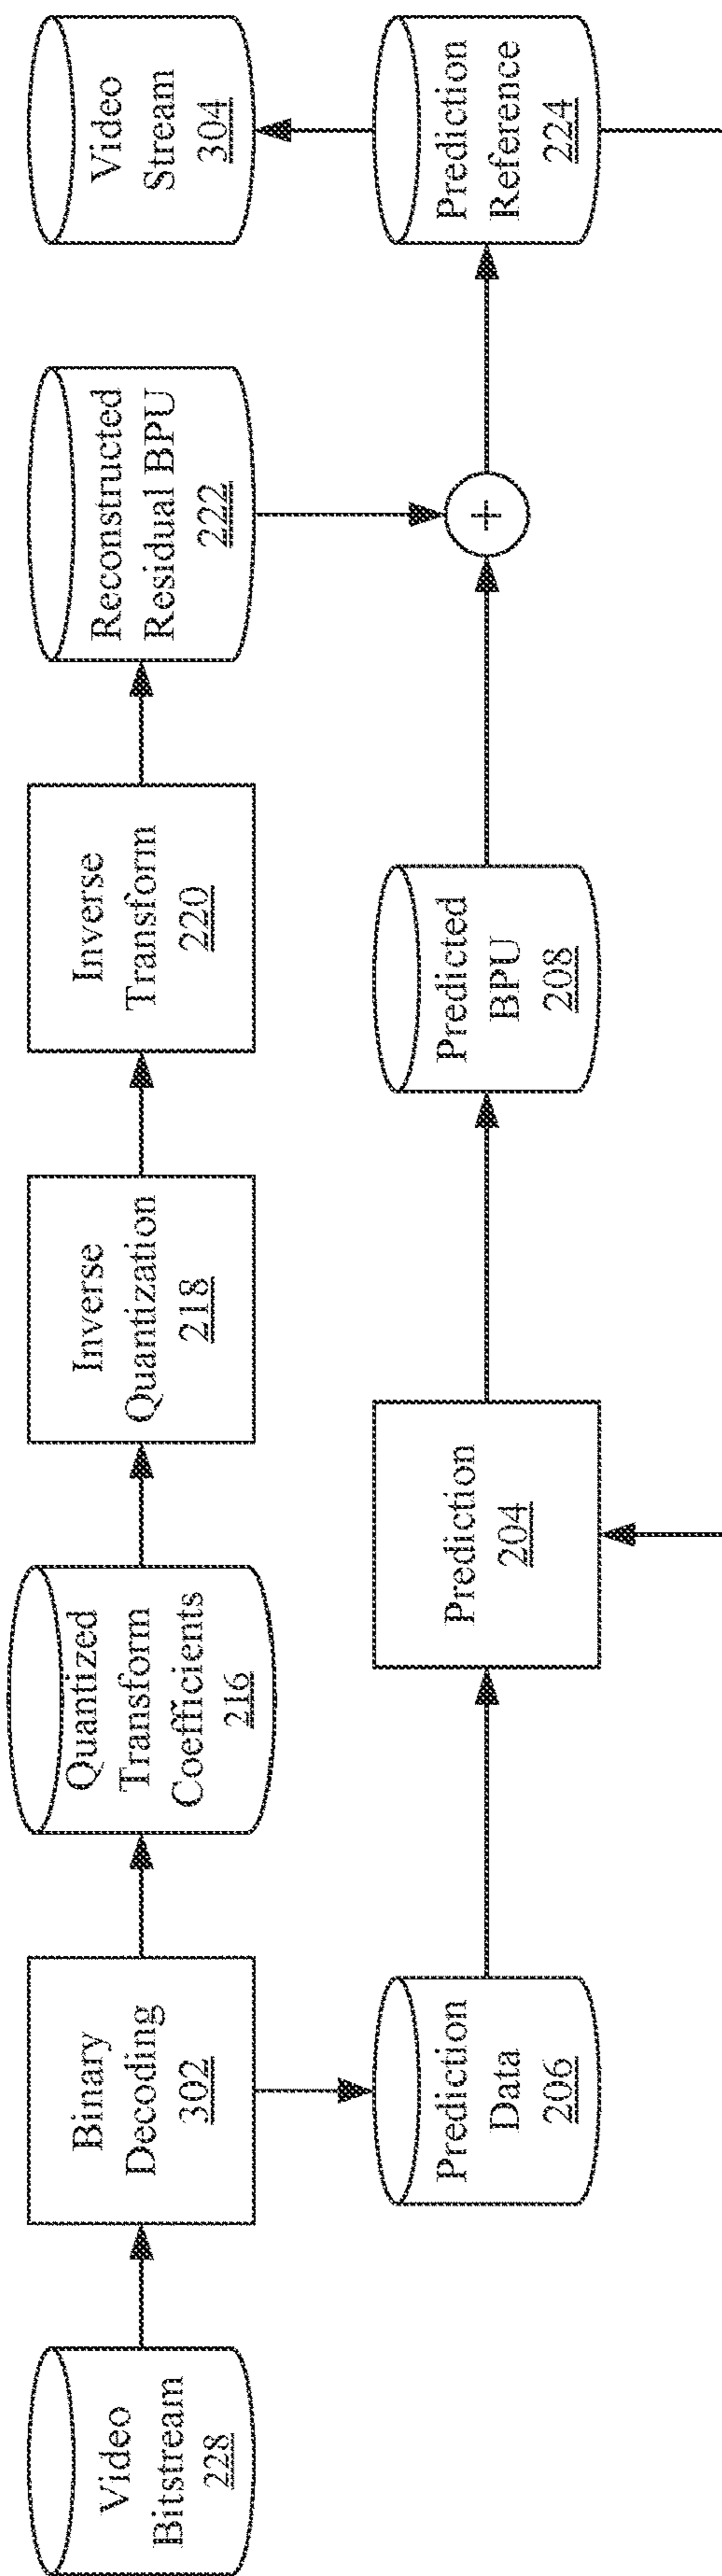 Video
Bitstream
228
Binary
Decoding
302
Quantized
Transform
Coefficients
216
Inverse
Quantization
218
Inverse
Transform
220
Reconstructed
Residual BPU
222
Video
Stream
304
Prediction
Data
206
Prediction
204
Predicted
BPU
208
+
Prediction
Reference
224